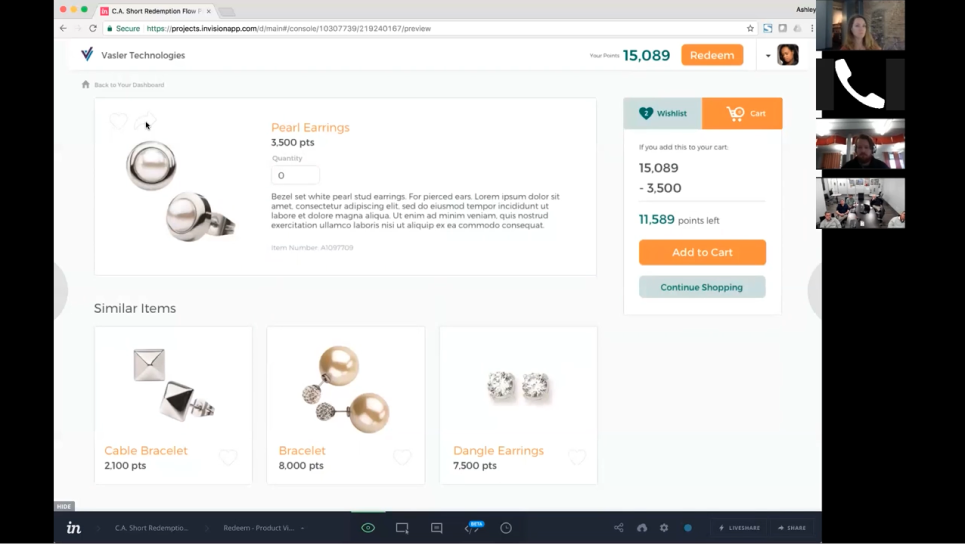 C.A. Short Redemption Flow F
Ashley
Secure
https://projects.invisionapp.com/d/main#/console/10307739/219240167/preview
Vasler Technologies
Your Points 15,089
Redeem
Back to Your Dashboard
Pearl Earrings
3,500 pts
Quantity
0
Bezel set white pearl stud earrings. For pierced ears. Lorem ipsum dolor sit
amet, consectetur adipiscing elit, sed do eiusmod tempor incididunt ut
labore et dolore magna aliqua. Ut enim ad minim veniam, quis nostrud
exercitation ullamco laboris nisi ut aliquip ex ea commodo consequat.
Item Number: A1097709
2 Wishlist
Cart
If you add this to your cart:
15,089
- 3,500
11,589 points left
Add to Cart
Continue Shopping
Similar Items
Cable Bracelet
2,100 pts
Bracelet
8,000 pts
Dangle Earrings
7,500 pts
HIDE
in
C.A. Short Redemptio...
Redeem - Product Vi...
BETA
LIVESHARE
SHARE